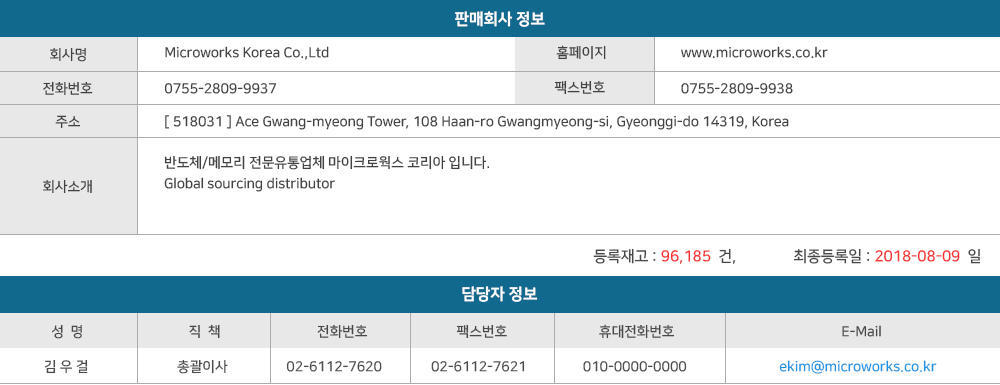 판매회사 정보
회사명 Microworks Korea Co.,Ltd 홈페이지 www.microworks.co.kr
전화번호 0755-2809-9937 팩스번호 0755-2809-9938
주소 [ 518031 ] Ace Gwang-myeong Tower, 108 Haan-ro Gwangmyeong-si, Gyeonggi-do 14319, Korea
회사소개 반도체/메모리 전문유통업체 마이크로웍스 코리아 입니다.
Global sourcing distributor
등록재고 : 96,185 건, 최종등록일 : 2018-08-09 일
담당자 정보
성 명 직 책 전화번호 팩스번호 휴대전화번호 E-Mail
김 우 걸 총괄이사 02-6112-7620 02-6112-7621 010-0000-0000 ekim@microworks.co.kr